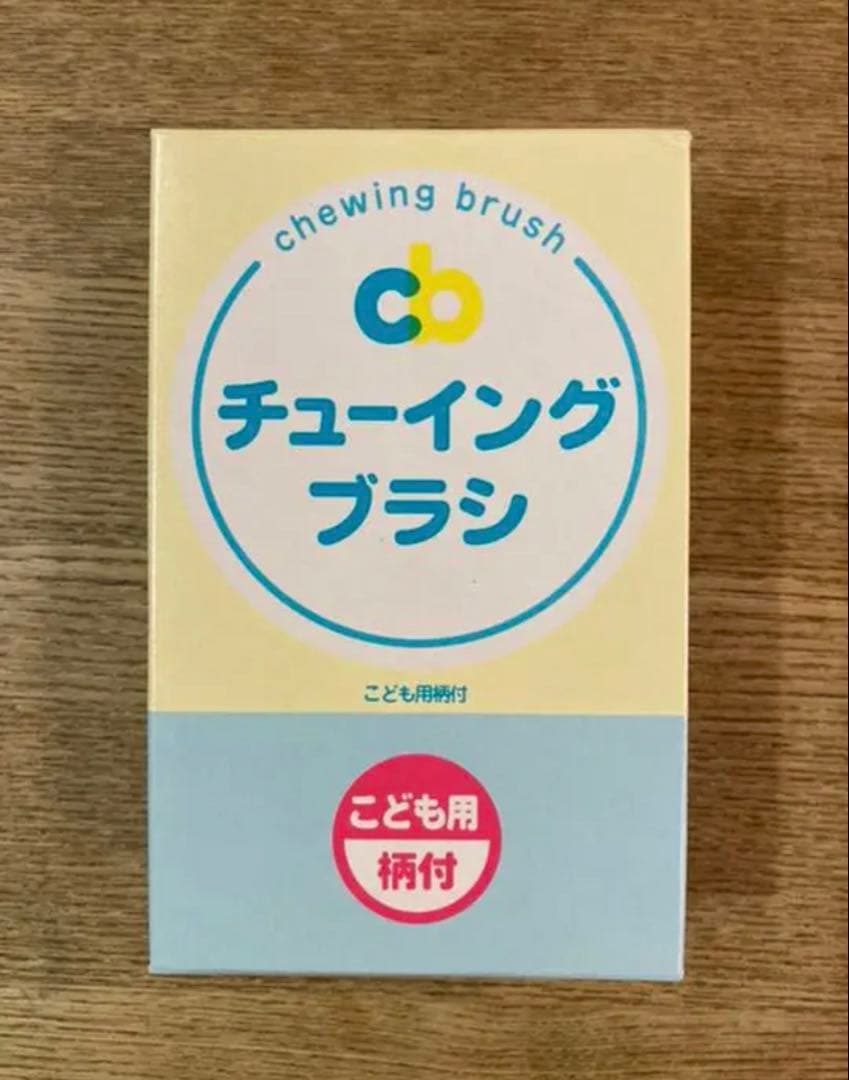 chewing brush
cb
チューイング
ブラシ
こども用柄付
こども用
柄付